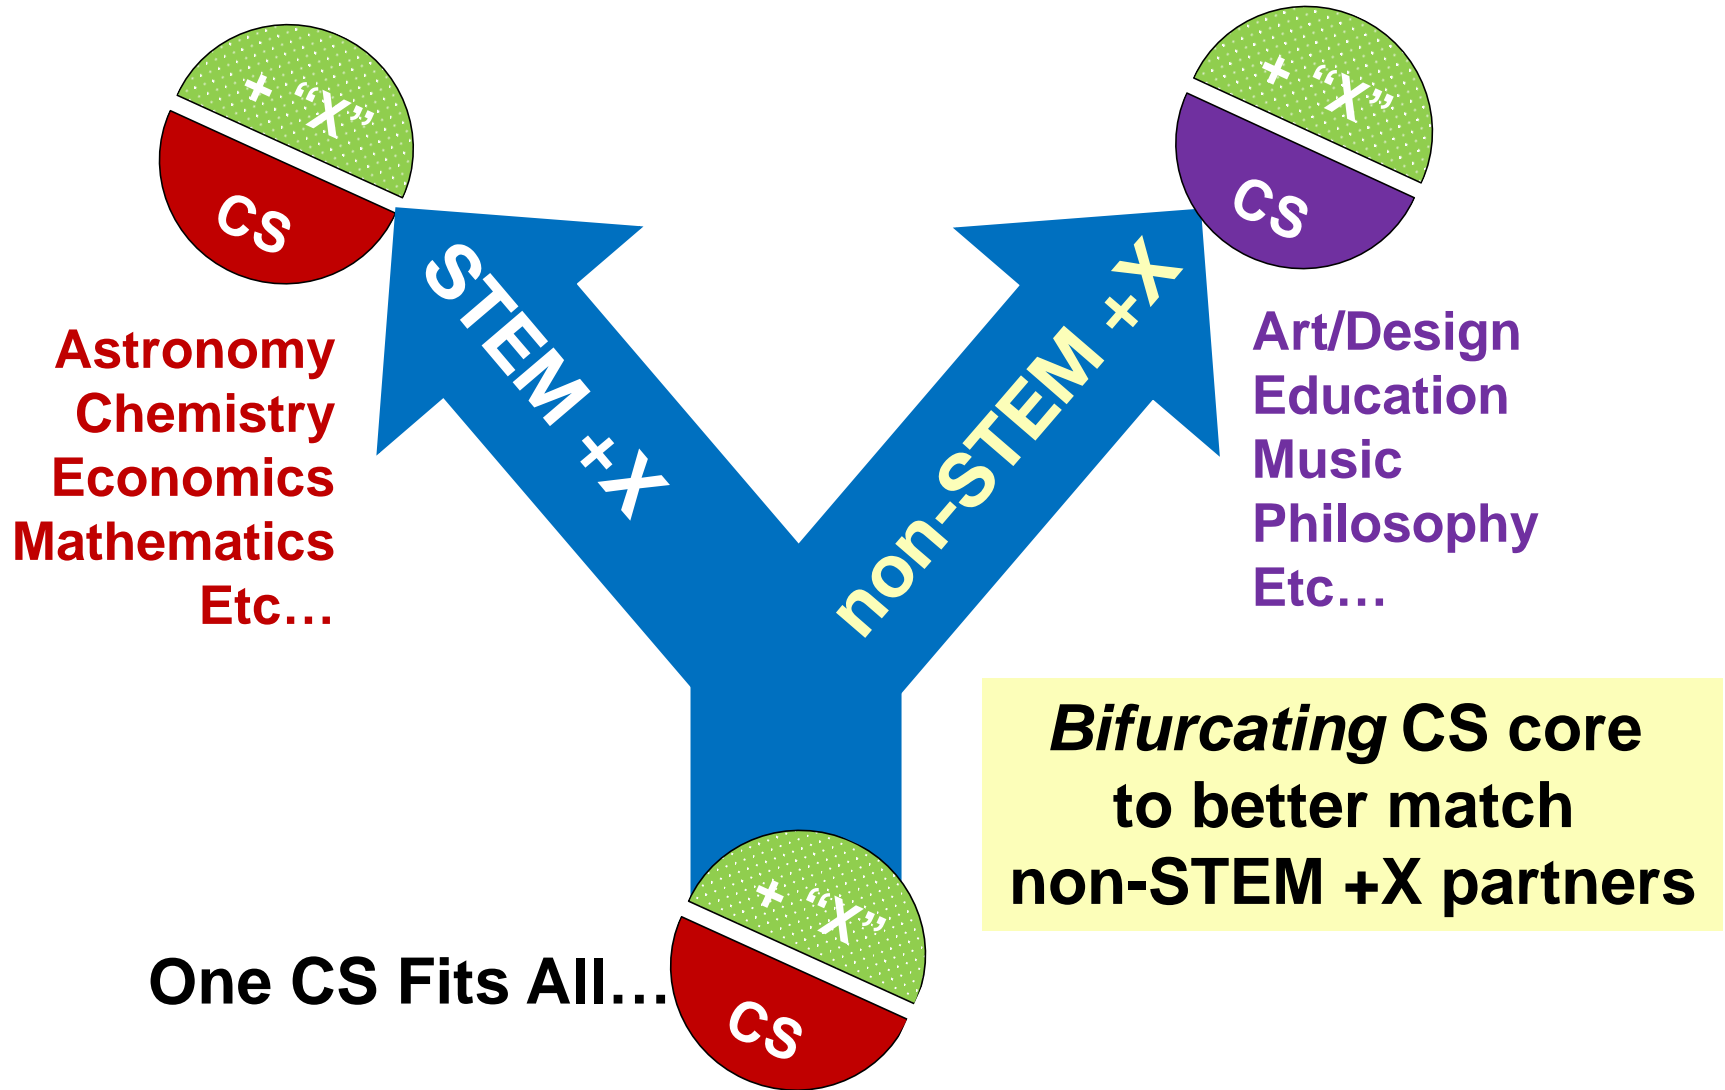 + “X”
CS
+ “X”
CS
STEM +X
non-STEM +X
Astronomy
Chemistry
Economics
Mathematics
Etc…
Art/Design
Education
Music
Philosophy
Etc…
Bifurcating CS core
to better match
non-STEM +X partners
One CS Fits All…
+ “X”
CS